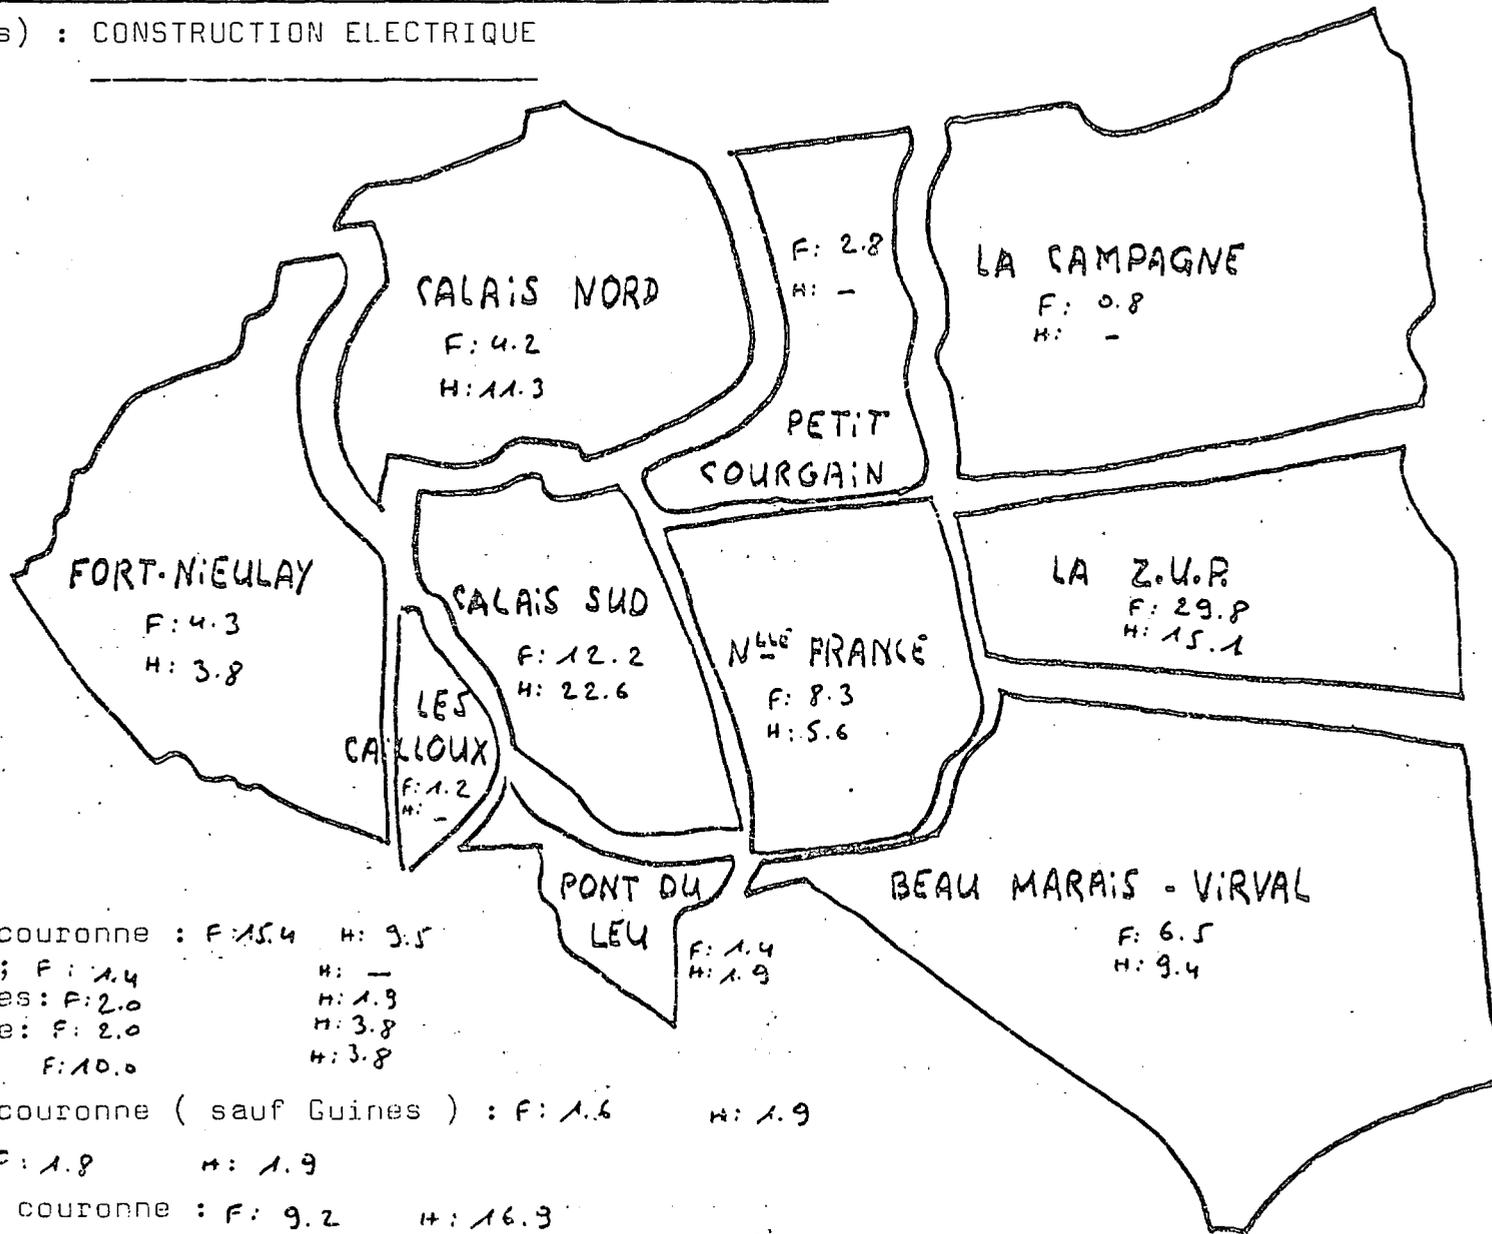 s) : CONSTRUCTION ELECTRIQUE
CALAIS NORD
F: 4.2
H: 11.3
F: 2.8
H: –
PETIT
COURGAIN
LA CAMPAGNE
F: 0.8
H: –
FORT-NIEULAY
F: 4.3
H: 3.8
CALAIS SUD
F: 12.2
H: 22.6
LES
CAILLOUX
F: 1.2
H: –
Nlle FRANCE
F: 8.3
H: 5.6
LA Z.U.P.
F: 29.8
H: 15.1
PONT DU
LEU
F: 1.4
H: 1.9
BEAU MARAIS - VIRVAL
F: 6.5
H: 9.4
couronne : F: 15.4 H: 9.5
; F : 1.4 H: –
es: F: 2.0 H: 1.9
e: F: 2.0 H: 3.8
F: 10.0 H: 3.8
couronne ( sauf Guines ) : F: 1.6 H: 1.9
F: 1.8 H: 1.9
couronne : F: 9.2 H: 16.9